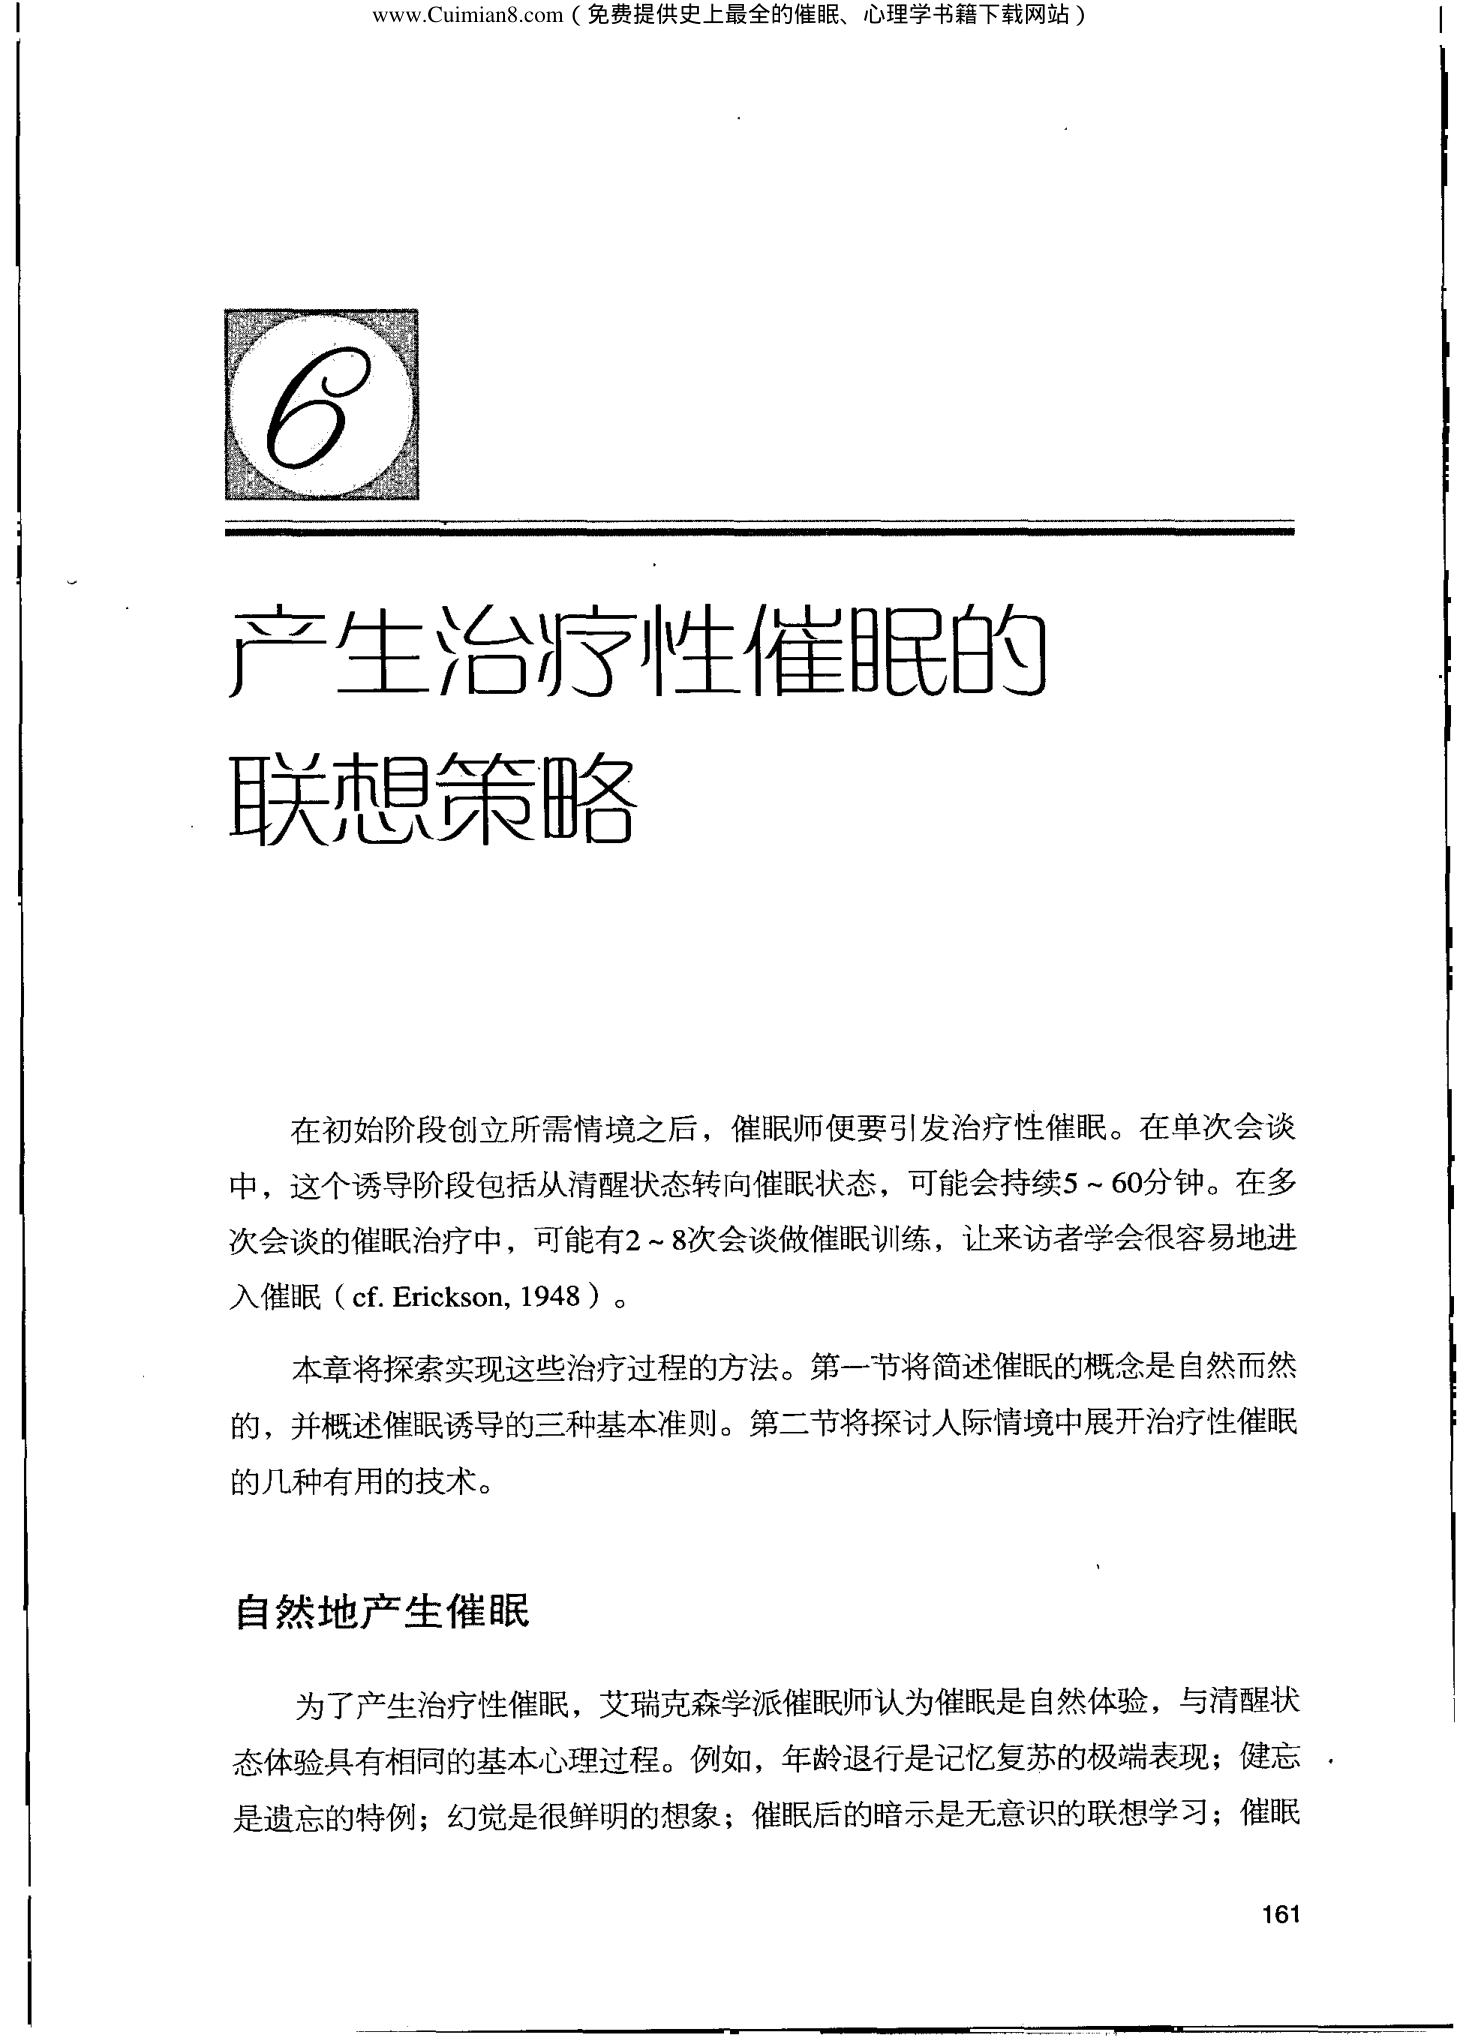 www.Cuimian8.com（免费提供史上最全的催眠、心理学书籍下载网站）
6
产生治疗性催眠的
联想策略
在初始阶段创立所需情境之后，催眠师便要引发治疗性催眠。在单次会谈
中，这个诱导阶段包括从清醒状态转向催眠状态，可能会持续5～60分钟。在多
次会谈的催眠治疗中，可能有2～8次会谈做催眠训练，让来访者学会很容易地进
入催眠（cf. Erickson, 1948）。
本章将探索实现这些治疗过程的方法。第一节将简述催眠的概念是自然而然
的，并概述催眠诱导的三种基本准则。第二节将探讨人际情境中展开治疗性催眠
的几种有用的技术。
自然地产生催眠
为了产生治疗性催眠，艾瑞克森学派催眠师认为催眠是自然体验，与清醒状
态体验具有相同的基本心理过程。例如，年龄退行是记忆复苏的极端表现；健忘
是遗忘的特例；幻觉是很鲜明的想象；催眠后的暗示是无意识的联想学习；催眠
161